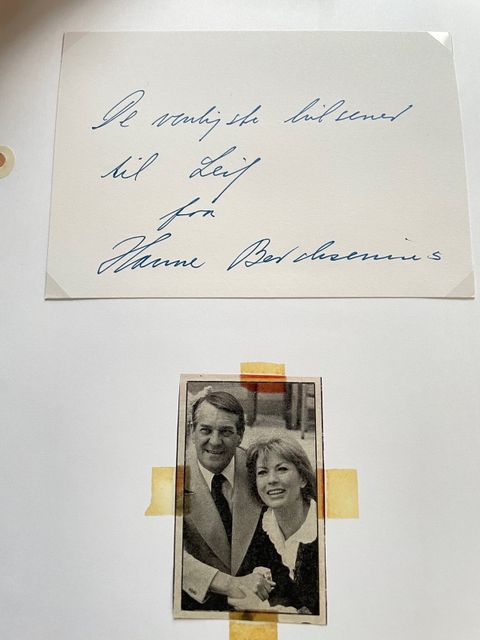 De venligste hilsener
til Leif
fra
Hanne Borchsenius